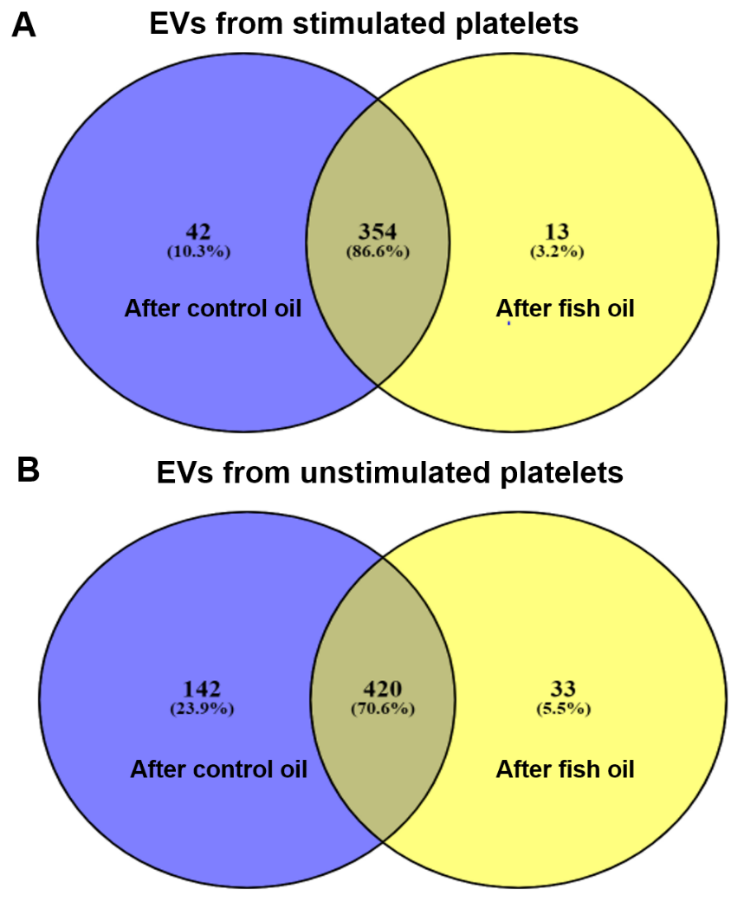 A
EVs from stimulated platelets
42
(10.3%)
354
(86.6%)
13
(3.2%)
After control oil
After fish oil
B
EVs from unstimulated platelets
142
(23.9%)
420
(70.6%)
33
(5.5%)
After control oil
After fish oil